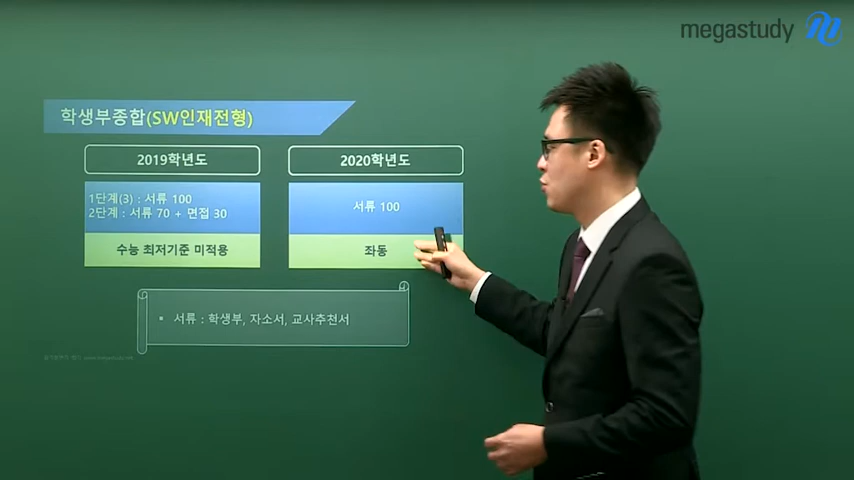 megastudy
학생부종합(SW인재전형)
2019학년도
2020학년도
1단계(3) : 서류 100
2단계 : 서류 70 + 면접 30
서류 100
수능 최저기준 미적용
좌동
▪ 서류 : 학생부, 자소서, 교사추천서